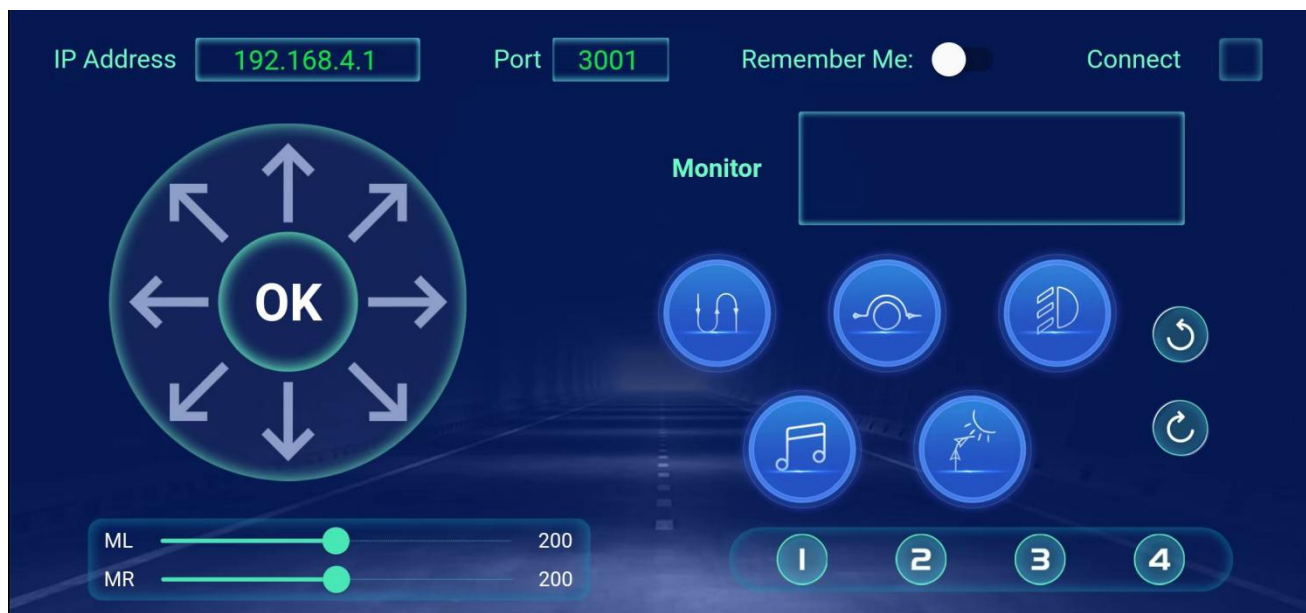 IP Address 192.168.4.1 Port 3001 Remember Me: Connect
Monitor
OK
ML 200
MR 200
1 2 3 4